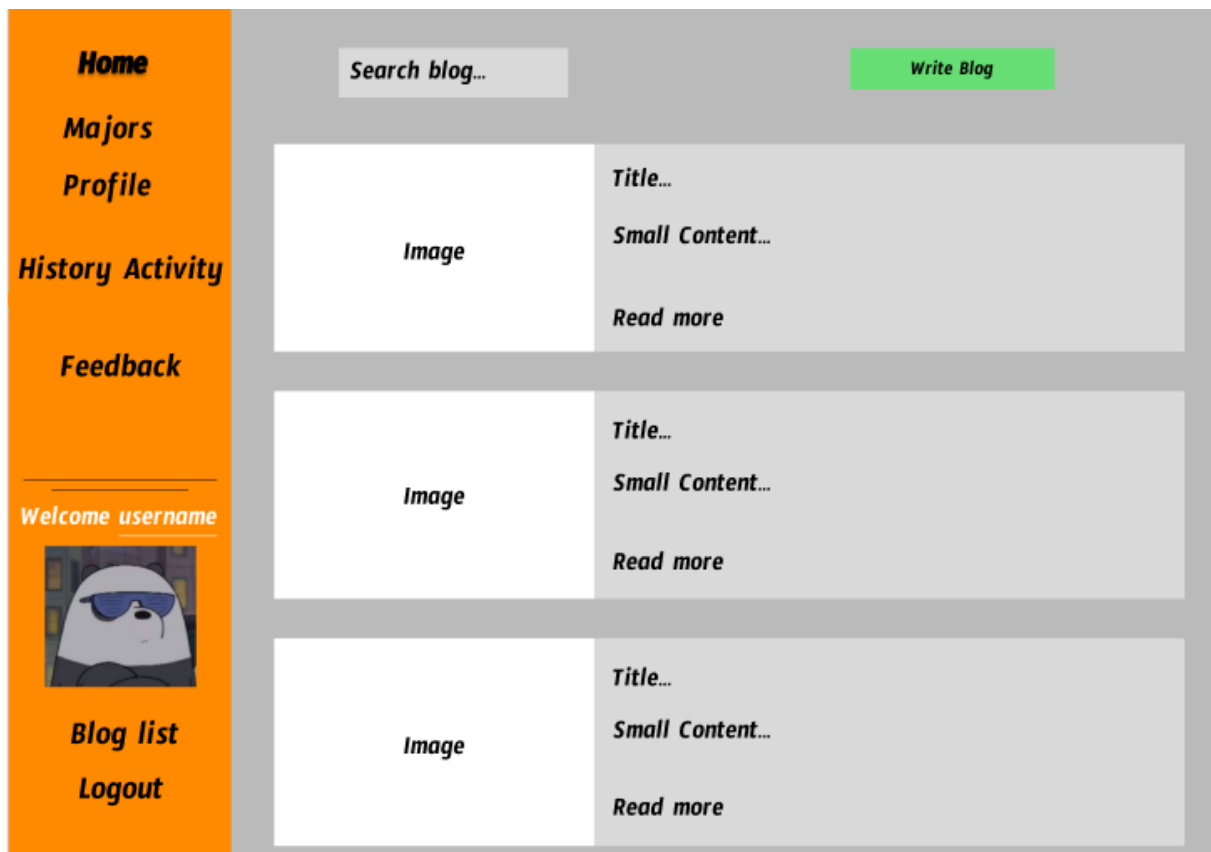 Home
Majors
Profile
History Activity
Feedback
Welcome username
Blog list
Logout
Search blog...
Write Blog
Image
Title...
Small Content...
Read more
Image
Title...
Small Content...
Read more
Image
Title...
Small Content...
Read more